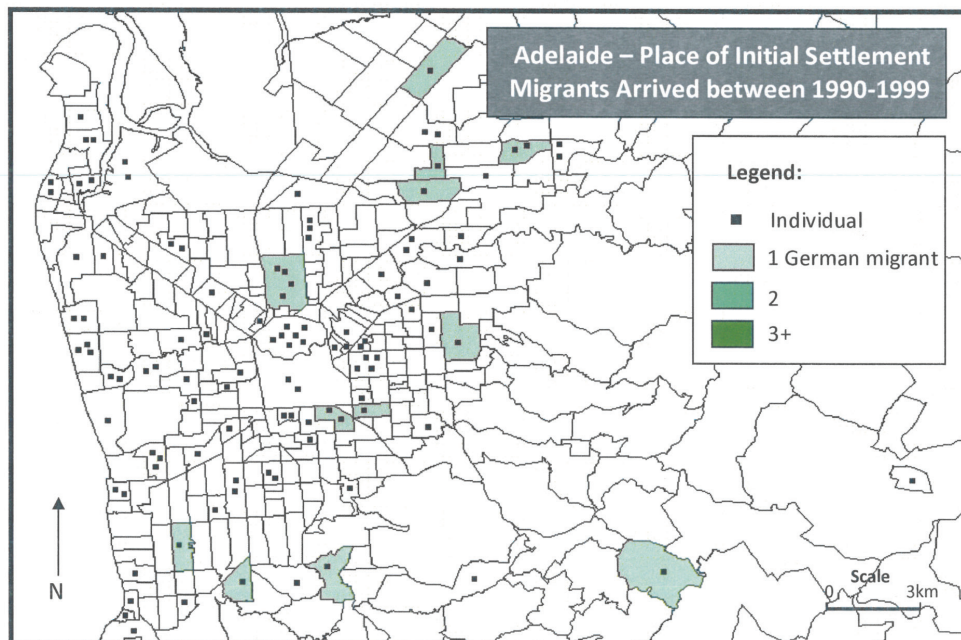 Adelaide – Place of Initial Settlement
Migrants Arrived between 1990-1999
Legend:
Individual
1 German migrant
2
3+
N
Scale
0 3km